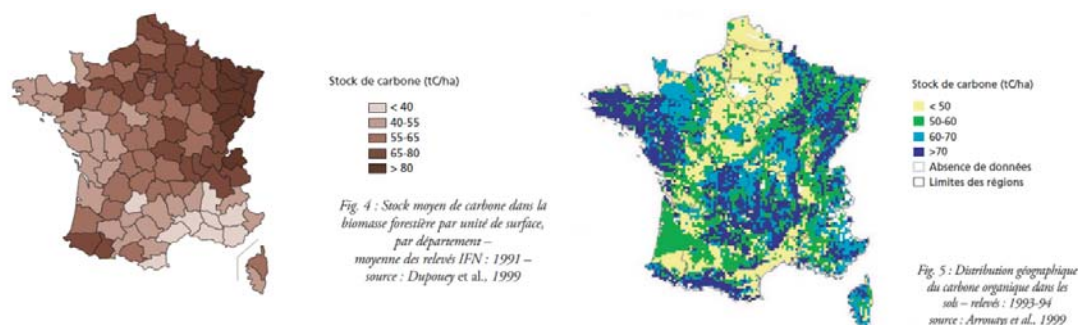 Stock de carbone (tC/ha)
< 40
40-55
55-65
65-80
> 80
Fig. 4 : Stock moyen de carbone dans la
biomasse forestière par unité de surface,
par département –
moyenne des relevés IFN : 1991 –
source : Dupouey et al., 1999
Stock de carbone (tC/ha)
< 50
50-60
60-70
>70
Absence de données
Limites des régions
Fig. 5 : Distribution géographique
du carbone organique dans les
sols – relevés : 1993-94
source : Arrouays et al., 1999